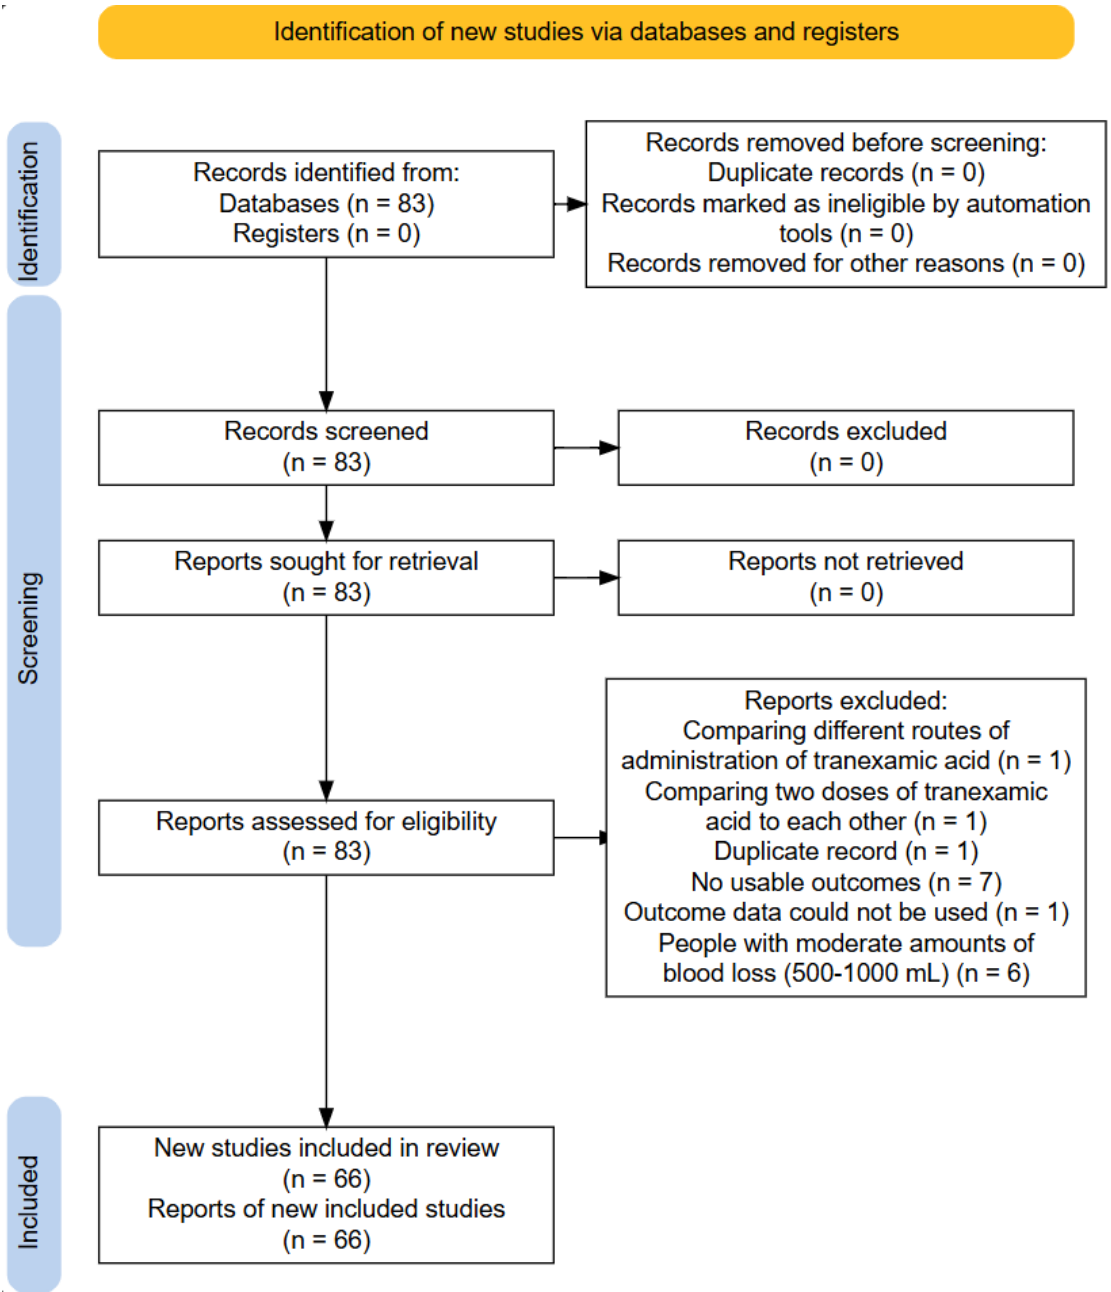 Identification of new studies via databases and registers
Identification
Records identified from:
Databases (n = 83)
Registers (n = 0)
Records removed before screening:
Duplicate records (n = 0)
Records marked as ineligible by automation
tools (n = 0)
Records removed for other reasons (n = 0)
Screening
Records screened
(n = 83)
Records excluded
(n = 0)
Reports sought for retrieval
(n = 83)
Reports not retrieved
(n = 0)
Reports assessed for eligibility
(n = 83)
Reports excluded:
Comparing different routes of
administration of tranexamic acid (n = 1)
Comparing two doses of tranexamic
acid to each other (n = 1)
Duplicate record (n = 1)
No usable outcomes (n = 7)
Outcome data could not be used (n = 1)
People with moderate amounts of
blood loss (500-1000 mL) (n = 6)
Included
New studies included in review
(n = 66)
Reports of new included studies
(n = 66)